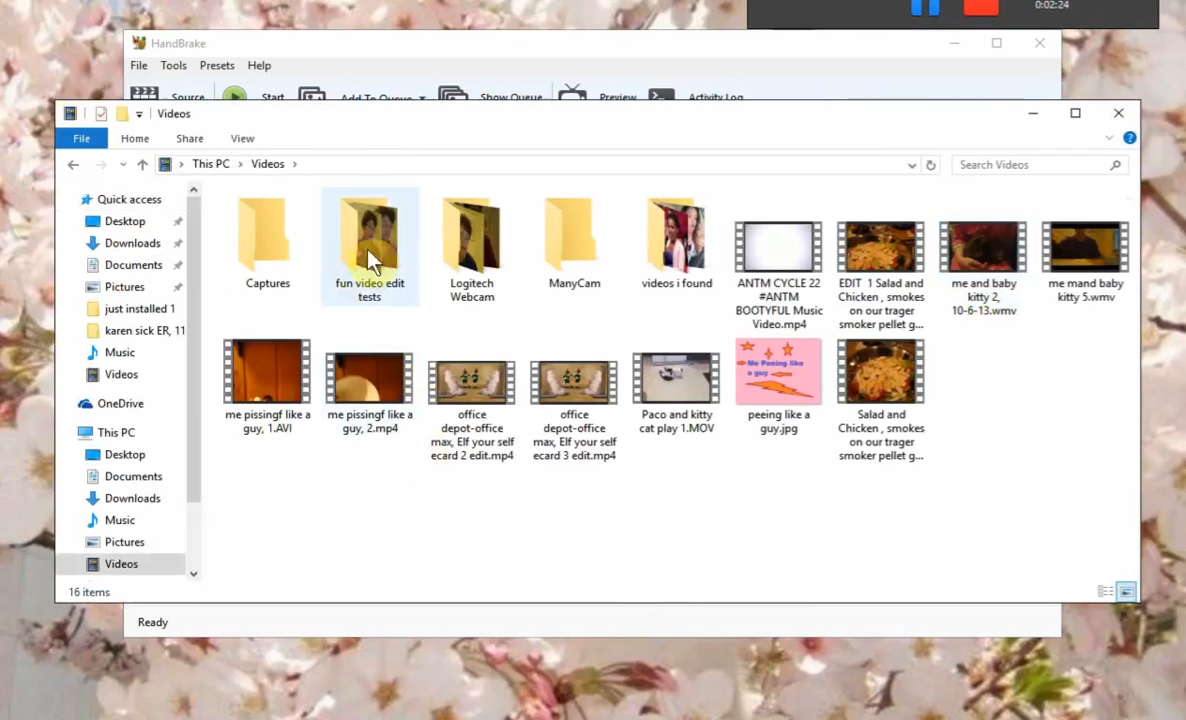 0:02:24
HandBrake
File Tools Presets Help
Source Start Add To Queue Show Queue Preview Activity Log
Videos
File Home Share View
This PC Videos
Search Videos
Quick access
Desktop
Downloads
Documents
Pictures
just installed 1
karen sick ER, 11
Music
Videos
OneDrive
This PC
Desktop
Documents
Downloads
Music
Pictures
Videos
Captures
fun video edit
tests
Logitech
Webcam
ManyCam
videos i found
ANTM CYCLE 22
#ANTM
BOOTYFUL Music
Video.mp4
EDIT 1 Salad and
Chicken , smokes
on our trager
smoker pellet g...
me and baby
kitty 2,
10-6-13.wmv
me mand baby
kitty 5.wmv
me pissingf like a
guy, 1.AVI
me pissingf like a
guy, 2.mp4
office
depot-office
max, Elf your self
ecard 2 edit.mp4
office
depot-office
max, Elf your self
ecard 3 edit.mp4
Paco and kitty
cat play 1.MOV
Me Peeing like
a guy
peeing like a
guy.jpg
Salad and
Chicken , smokes
on our trager
smoker pellet g...
16 items
Ready